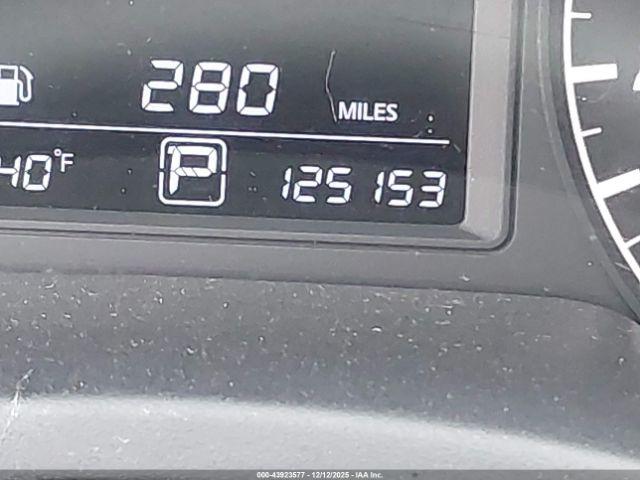 280 MILES
40°F P 125153
000-43923577 - 12/12/2025 - IAA Inc.